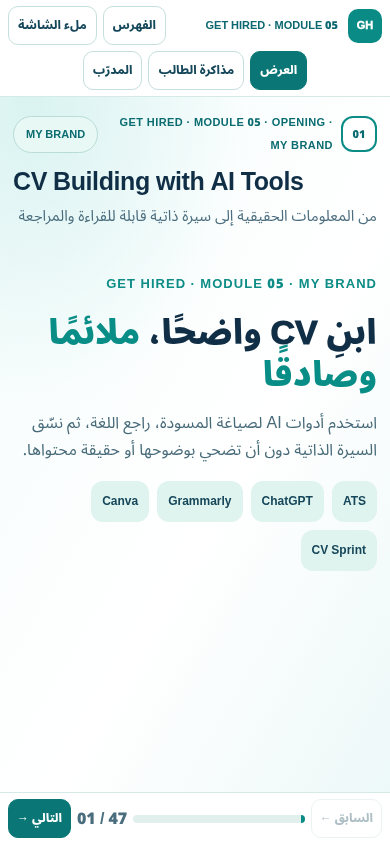 GH
GET HIRED · MODULE 05
الفهرس
ملء الشاشة
العرض
مذاكرة الطالب
المدرّب
01
GET HIRED · MODULE 05 · OPENING ·
MY BRAND
MY BRAND
CV Building with AI Tools
من المعلومات الحقيقية إلى سيرة ذاتية قابلة للقراءة والمراجعة
GET HIRED · MODULE 05 · MY BRAND
ابنِ CV واضحًا، ملائمًا
وصادقًا
استخدم أدوات AI لصياغة المسودة، راجع اللغة، ثم نسّق
السيرة الذاتية دون أن تضحي بوضوحها أو حقيقة محتواها.
ATS
ChatGPT
Grammarly
Canva
CV Sprint
السابق ←
01 / 47
التالي →